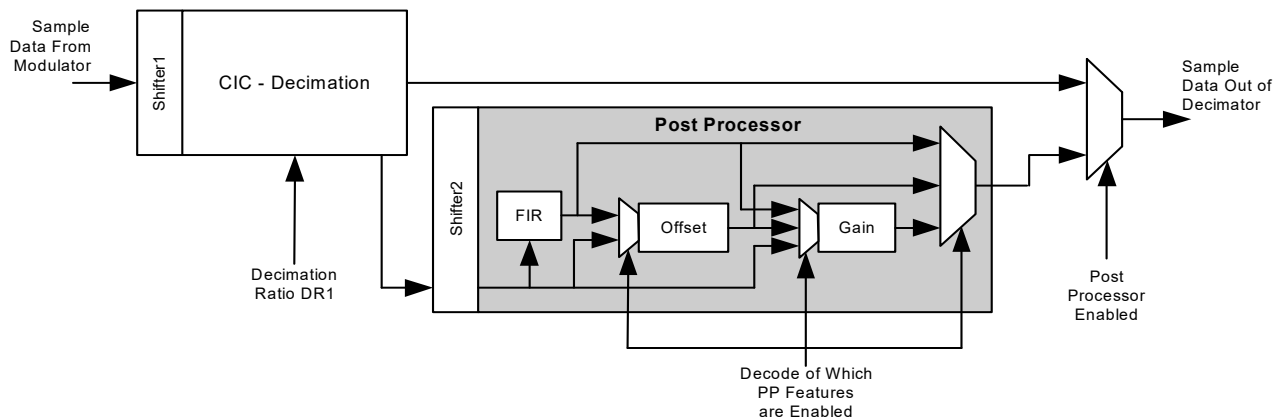 Sample
Data From
Modulator
Shifter1
CIC - Decimation
Sample
Data Out of
Decimator
Post Processor
Shifter2
FIR
Offset
Gain
Decimation
Ratio DR1
Post
Processor
Enabled
Decode of Which
PP Features
are Enabled